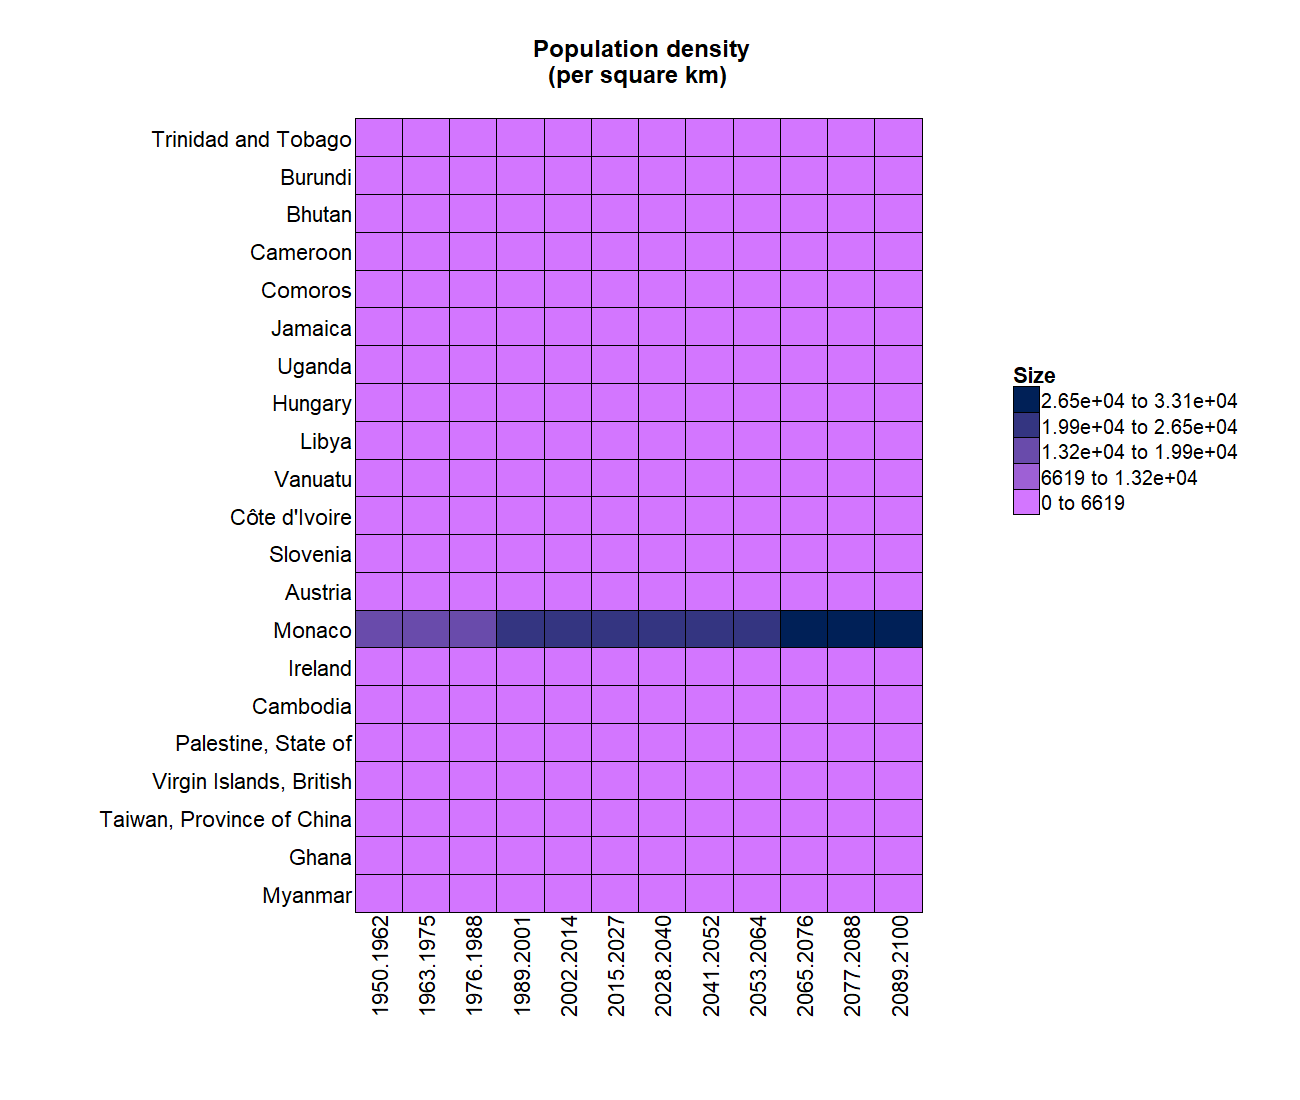 Population density
(per square km)
Trinidad and Tobago
Burundi
Bhutan
Cameroon
Comoros
Jamaica
Uganda
Hungary
Libya
Vanuatu
Côte d'Ivoire
Slovenia
Austria
Monaco
Ireland
Cambodia
Palestine, State of
Virgin Islands, British
Taiwan, Province of China
Ghana
Myanmar
1950.1962
1963.1975
1976.1988
1989.2001
2002.2014
2015.2027
2028.2040
2041.2052
2053.2064
2065.2076
2077.2088
2089.2100
Size
2.65e+04 to 3.31e+04
1.99e+04 to 2.65e+04
1.32e+04 to 1.99e+04
6619 to 1.32e+04
0 to 6619